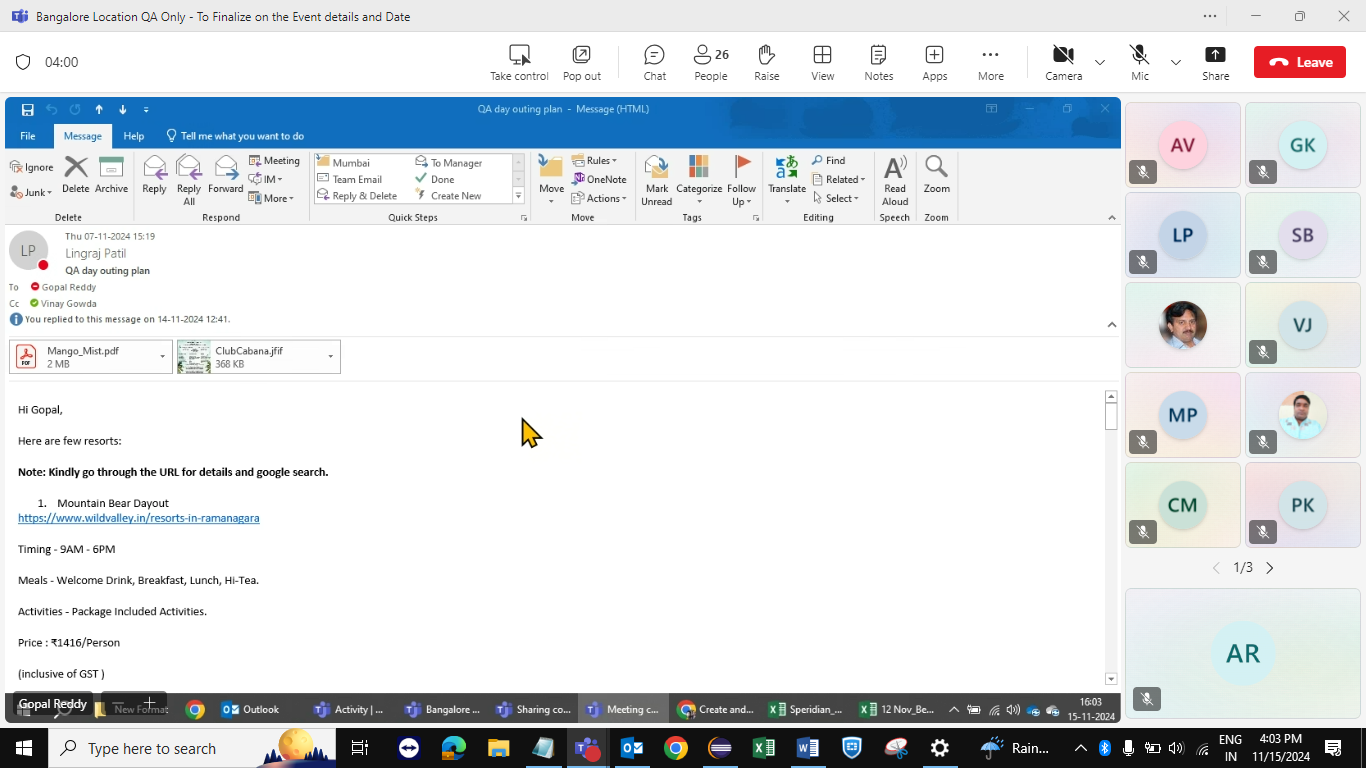 Bangalore Location QA Only - To Finalize on the Event details and Date
04:00
Take control
Pop out
Chat
26
People
Raise
View
Notes
Apps
More
Camera
Mic
Share
Leave
QA day outing plan - Message (HTML)
File Message Help Tell me what you want to do
Ignore
Junk
Delete
Archive
Reply
Reply All
Forward
Meeting
IM
More
Mumbai
Team Email
Reply & Delete
To Manager
Done
Create New
Move
Rules
OneNote
Actions
Mark Unread
Categorize
Follow Up
Translate
Find
Related
Select
Read Aloud
Zoom
Delete Respond Quick Steps Move Tags Editing Speech Zoom
LP
Thu 07-11-2024 15:19
Lingraj Patil
QA day outing plan
To Gopal Reddy
Cc Vinay Gowda
You replied to this message on 14-11-2024 12:41.
PDF
Mango_Mist.pdf
2 MB
ClubCabana.jfif
368 KB
Hi Gopal,
Here are few resorts:
Note: Kindly go through the URL for details and google search.
1. Mountain Bear Dayout
https://www.wildvalley.in/resorts-in-ramanagara
Timing - 9AM - 6PM
Meals - Welcome Drink, Breakfast, Lunch, Hi-Tea.
Activities - Package Included Activities.
Price : ₹1416/Person
(inclusive of GST )
AV
GK
LP
SB
VJ
MP
CM
PK
1/3
AR
Gopal Reddy
New Format
Outlook
Activity | ...
Bangalore ...
Sharing co...
Meeting c...
Create and...
Speridian_...
12 Nov_Be...
16:03
15-11-2024
Type here to search
Rain...
ENG
IN
4:03 PM
11/15/2024